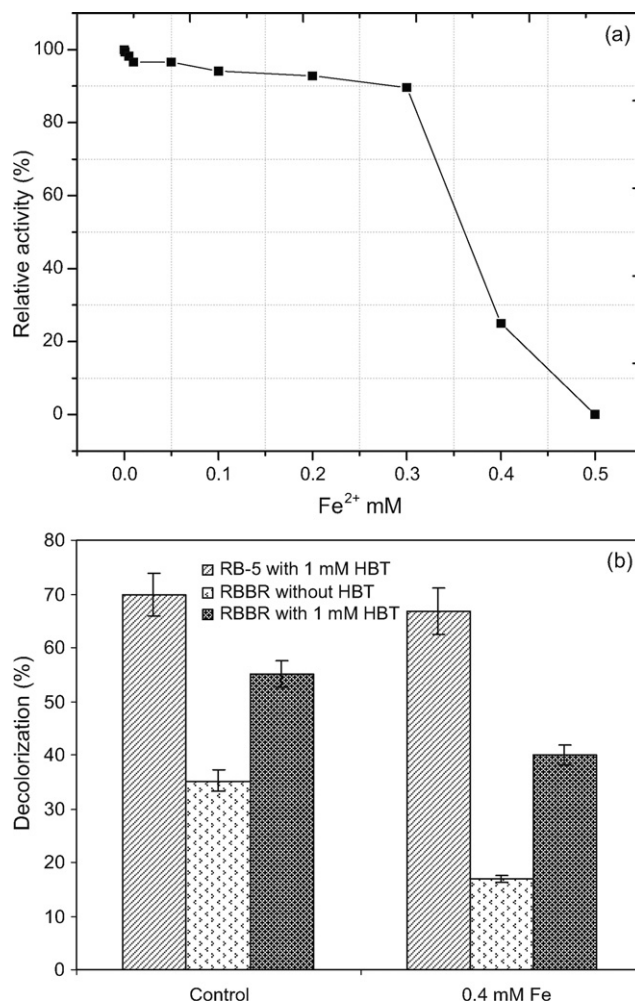 (a)
100
80
60
40
20
0
Relative activity (%)
0.0 0.1 0.2 0.3 0.4 0.5
Fe²⁺ mM
(b)
80
70
60
50
40
30
20
10
0
Decolorization (%)
RB-5 with 1 mM HBT
RBBR without HBT
RBBR with 1 mM HBT
Control 0.4 mM Fe